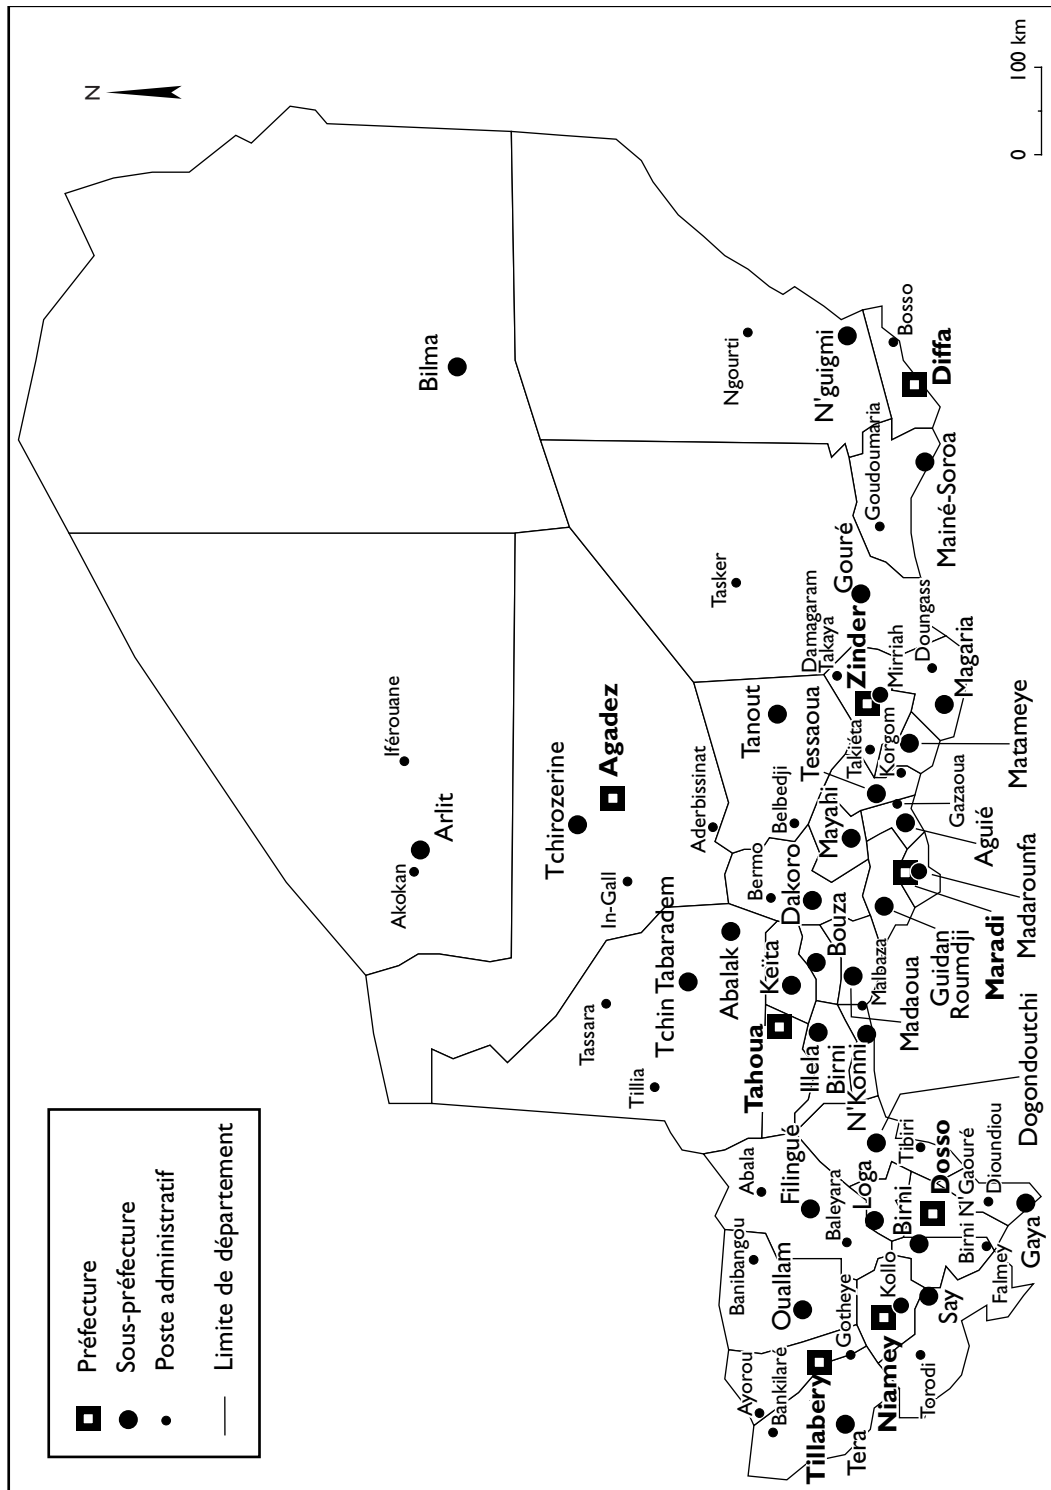 Préfecture
Sous-préfecture
Poste administratif
Limite de département
N
0
100 km
Bilma
Iférouane
Arlit
Akokan
Tchirozerine
Agadez
In-Gall
Aderbissinat
Tassara
Tillia
Tchin Tabaradem
Abalak
Keïta
Tahoua
Illela
Bouza
Birni
N'Konni
Malbaza
Madaoua
Ngourti
N'guigmi
Bosso
Diffa
Goudoumaria
Mainé-Soroa
Tasker
Gouré
Damagaram
Takaya
Zinder
Mirriah
Doungass
Magaria
Tanout
Belbedji
Tessaoua
Takiéta
Korgom
Matameye
Gazaoua
Mayahi
Aguié
Bermo
Dakoro
Madarounfa
Maradi
Guidan
Roumdji
Dogondoutchi
Tibiri
Dosso
Dioundiou
Gaya
Loga
Birni
Birni N'Gaouré
Falmey
Abala
Filingué
Baleyara
Banibangou
Ouallam
Gotheye
Kollo
Say
Niamey
Torodi
Ayorou
Bankilaré
Tillabery
Tera